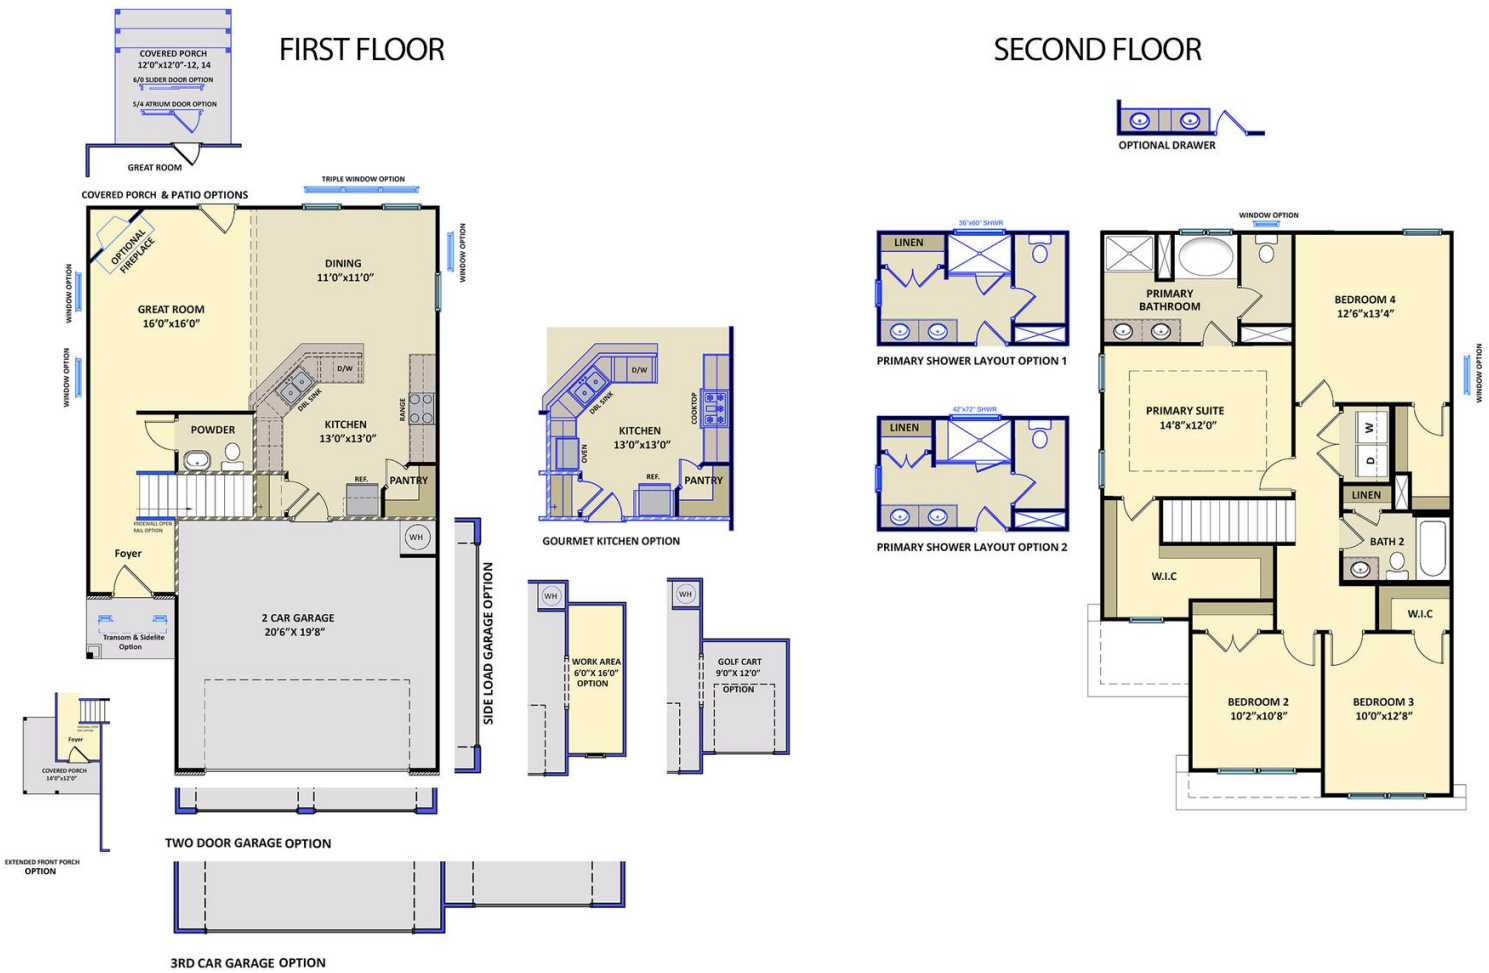 FIRST FLOOR
COVERED PORCH
12'0"x12'0"-12, 14
6/0 SLIDER DOOR OPTION
5/4 ATRIUM DOOR OPTION
GREAT ROOM
COVERED PORCH & PATIO OPTIONS
TRIPLE WINDOW OPTION
OPTIONAL
FIREPLACE
WINDOW OPTION
WINDOW OPTION
WINDOW OPTION
DINING
11'0"x11'0"
GREAT ROOM
16'0"x16'0"
D/W
DBL SINK
RANGE
KITCHEN
13'0"x13'0"
POWDER
REF.
PANTRY
KNEEWALL OPEN
RAIL OPTION
Foyer
WH
2 CAR GARAGE
20'6"X 19'8"
Transom & Sidelite
Option
SIDE LOAD GARAGE OPTION
Foyer
COVERED PORCH
14'0"x12'0"
EXTENDED FRONT PORCH
OPTION
TWO DOOR GARAGE OPTION
3RD CAR GARAGE OPTION
D/W
DBL SINK
COOKTOP
KITCHEN
13'0"x13'0"
OVEN
REF.
PANTRY
GOURMET KITCHEN OPTION
WH
WORK AREA
6'0"X 16'0"
OPTION
WH
GOLF CART
9'0"X 12'0"
OPTION
SECOND FLOOR
OPTIONAL DRAWER
36"x60" SHWR
LINEN
PRIMARY SHOWER LAYOUT OPTION 1
42"x72" SHWR
LINEN
PRIMARY SHOWER LAYOUT OPTION 2
WINDOW OPTION
PRIMARY
BATHROOM
BEDROOM 4
12'6"x13'4"
WINDOW OPTION
PRIMARY SUITE
14'8"x12'0"
W
D
LINEN
BATH 2
W.I.C
W.I.C
BEDROOM 2
10'2"x10'8"
BEDROOM 3
10'0"x12'8"